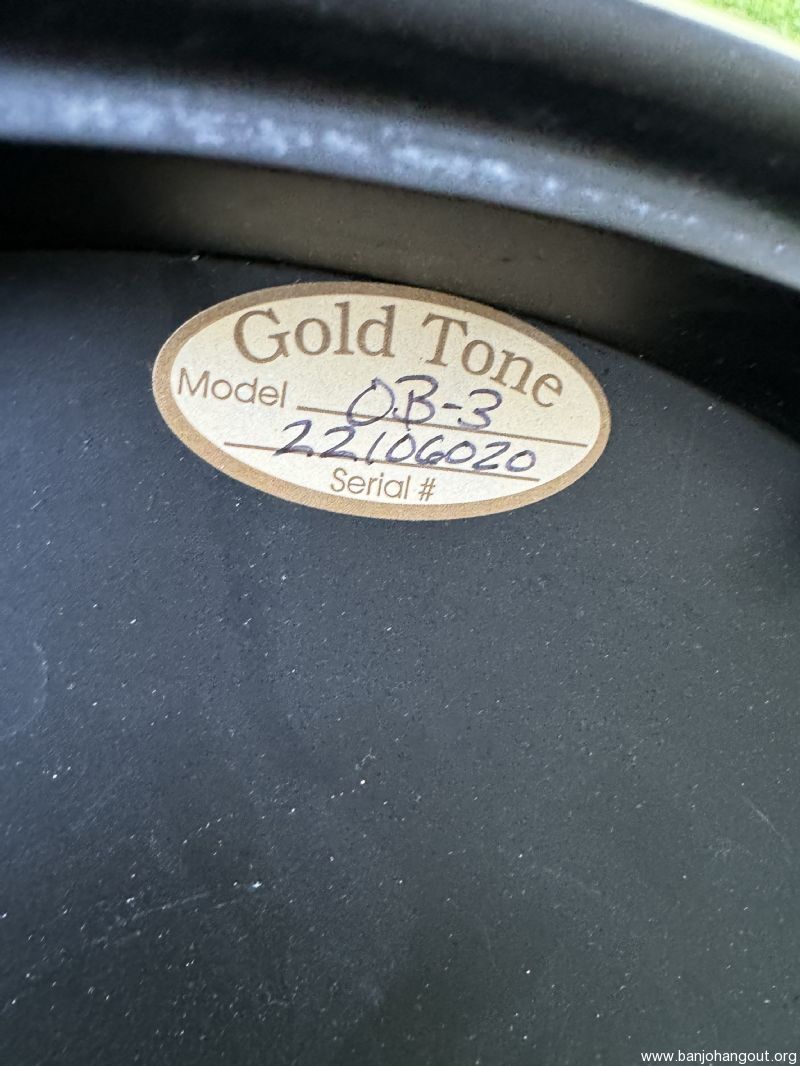 Gold Tone
Model OB-3
22106020
Serial #
www.banjohangout.org